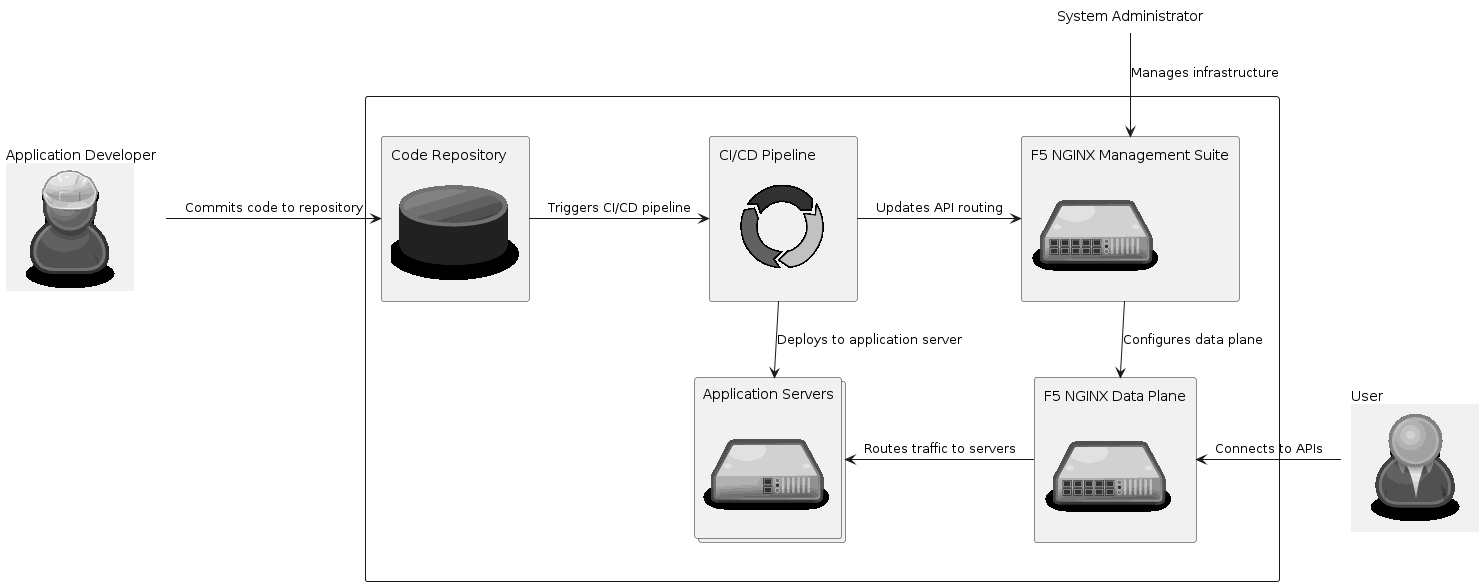 System Administrator
Manages infrastructure
Application Developer
Code Repository
CI/CD Pipeline
F5 NGINX Management Suite
Commits code to repository
Triggers CI/CD pipeline
Updates API routing
Deploys to application server
Configures data plane
Application Servers
F5 NGINX Data Plane
User
Routes traffic to servers
Connects to APIs